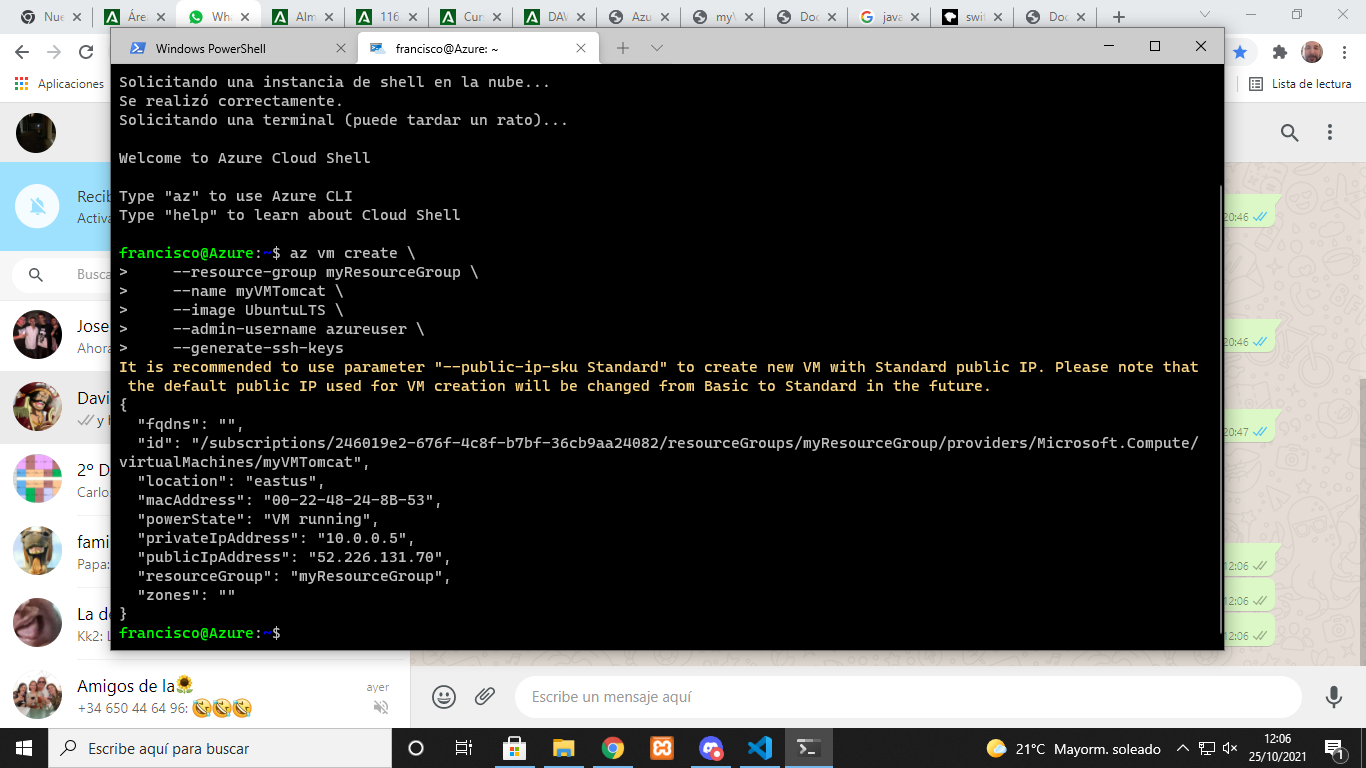 Nue
Área
Wha
Alm
116
Cur
DAV
Azu
myV
Doc
java
swif
Doc
Windows PowerShell
francisco@Azure: ~
Aplicaciones
Lista de lectura
Solicitando una instancia de shell en la nube...
Se realizó correctamente.
Solicitando una terminal (puede tardar un rato)...
Welcome to Azure Cloud Shell
Type "az" to use Azure CLI
Type "help" to learn about Cloud Shell
francisco@Azure:~$ az vm create \
>     --resource-group myResourceGroup \
>     --name myVMTomcat \
>     --image UbuntuLTS \
>     --admin-username azureuser \
>     --generate-ssh-keys
It is recommended to use parameter "--public-ip-sku Standard" to create new VM with Standard public IP. Please note that
 the default public IP used for VM creation will be changed from Basic to Standard in the future.
{
  "fqdns": "",
  "id": "/subscriptions/246019e2-676f-4c8f-b7bf-36cb9aa24082/resourceGroups/myResourceGroup/providers/Microsoft.Compute/
virtualMachines/myVMTomcat",
  "location": "eastus",
  "macAddress": "00-22-48-24-8B-53",
  "powerState": "VM running",
  "privateIpAddress": "10.0.0.5",
  "publicIpAddress": "52.226.131.70",
  "resourceGroup": "myResourceGroup",
  "zones": ""
}
francisco@Azure:~$
Recib
Activa
Busca
Jose
Ahora
Davi
y
2º D
Carlo
fami
Papa:
La de
Kk2: L
Amigos de la🌻
ayer
+34 650 44 64 96: 🤣🤣🤣
20:46
20:46
20:47
12:06
12:06
12:06
Escribe un mensaje aquí
Escribe aquí para buscar
21°C Mayorm. soleado
12:06
25/10/2021
1